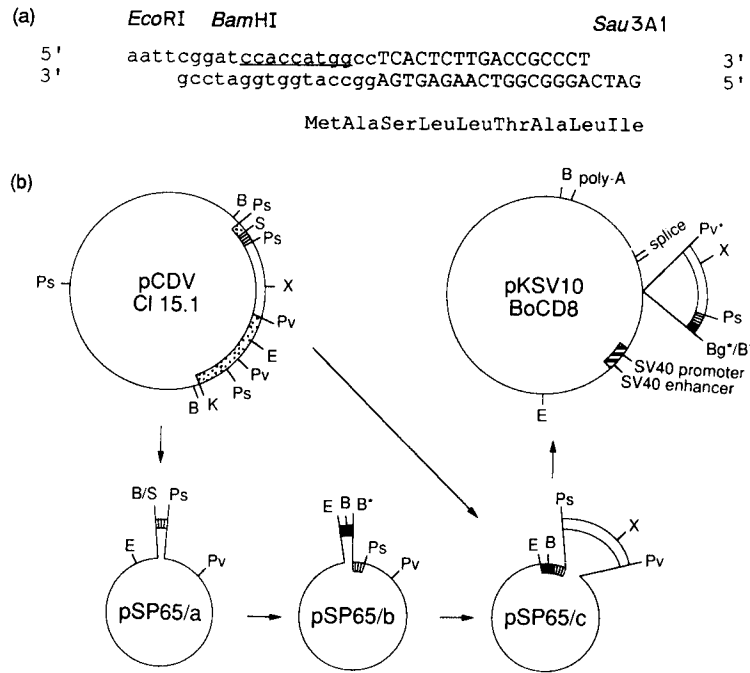 (a)
EcoRI BamHI Sau3A1
5' aattcggatccaccatggccTCACTCTTGACCGCCCT 3'
3' gcctaggtggtaccggAGTGAGAACTGGCGGGACTAG 5'
MetAlaSerLeuLeuThrAlaLeuIle
(b)
B
Ps
S
Ps
Ps
pCDV
Cl 15.1
X
Pv
E
Pv
Ps
K
B
B
poly-A
splice
Pv*
X
pKSV10
BoCD8
Ps
Bg*/B
SV40 promoter
SV40 enhancer
E
B/S
Ps
E
Pv
pSP65/a
E
B
B*
Ps
Pv
pSP65/b
Ps
X
E
B
Pv
pSP65/c